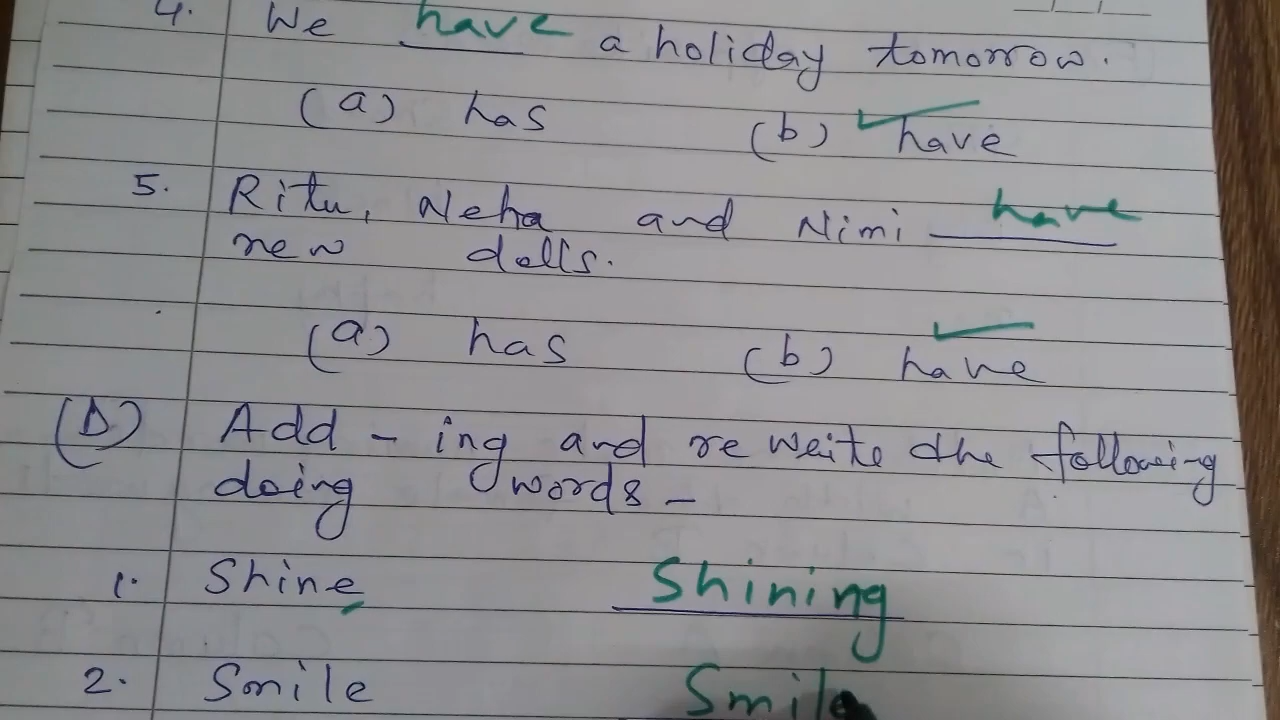 4. We have a holiday tomorrow.
(a) has (b) have
5. Ritu, Neha and Nimi have
new dolls.
(a) has (b) have
(D) Add - ing and rewrite the following
doing words -
1. Shine Shining
2. Smile Smil